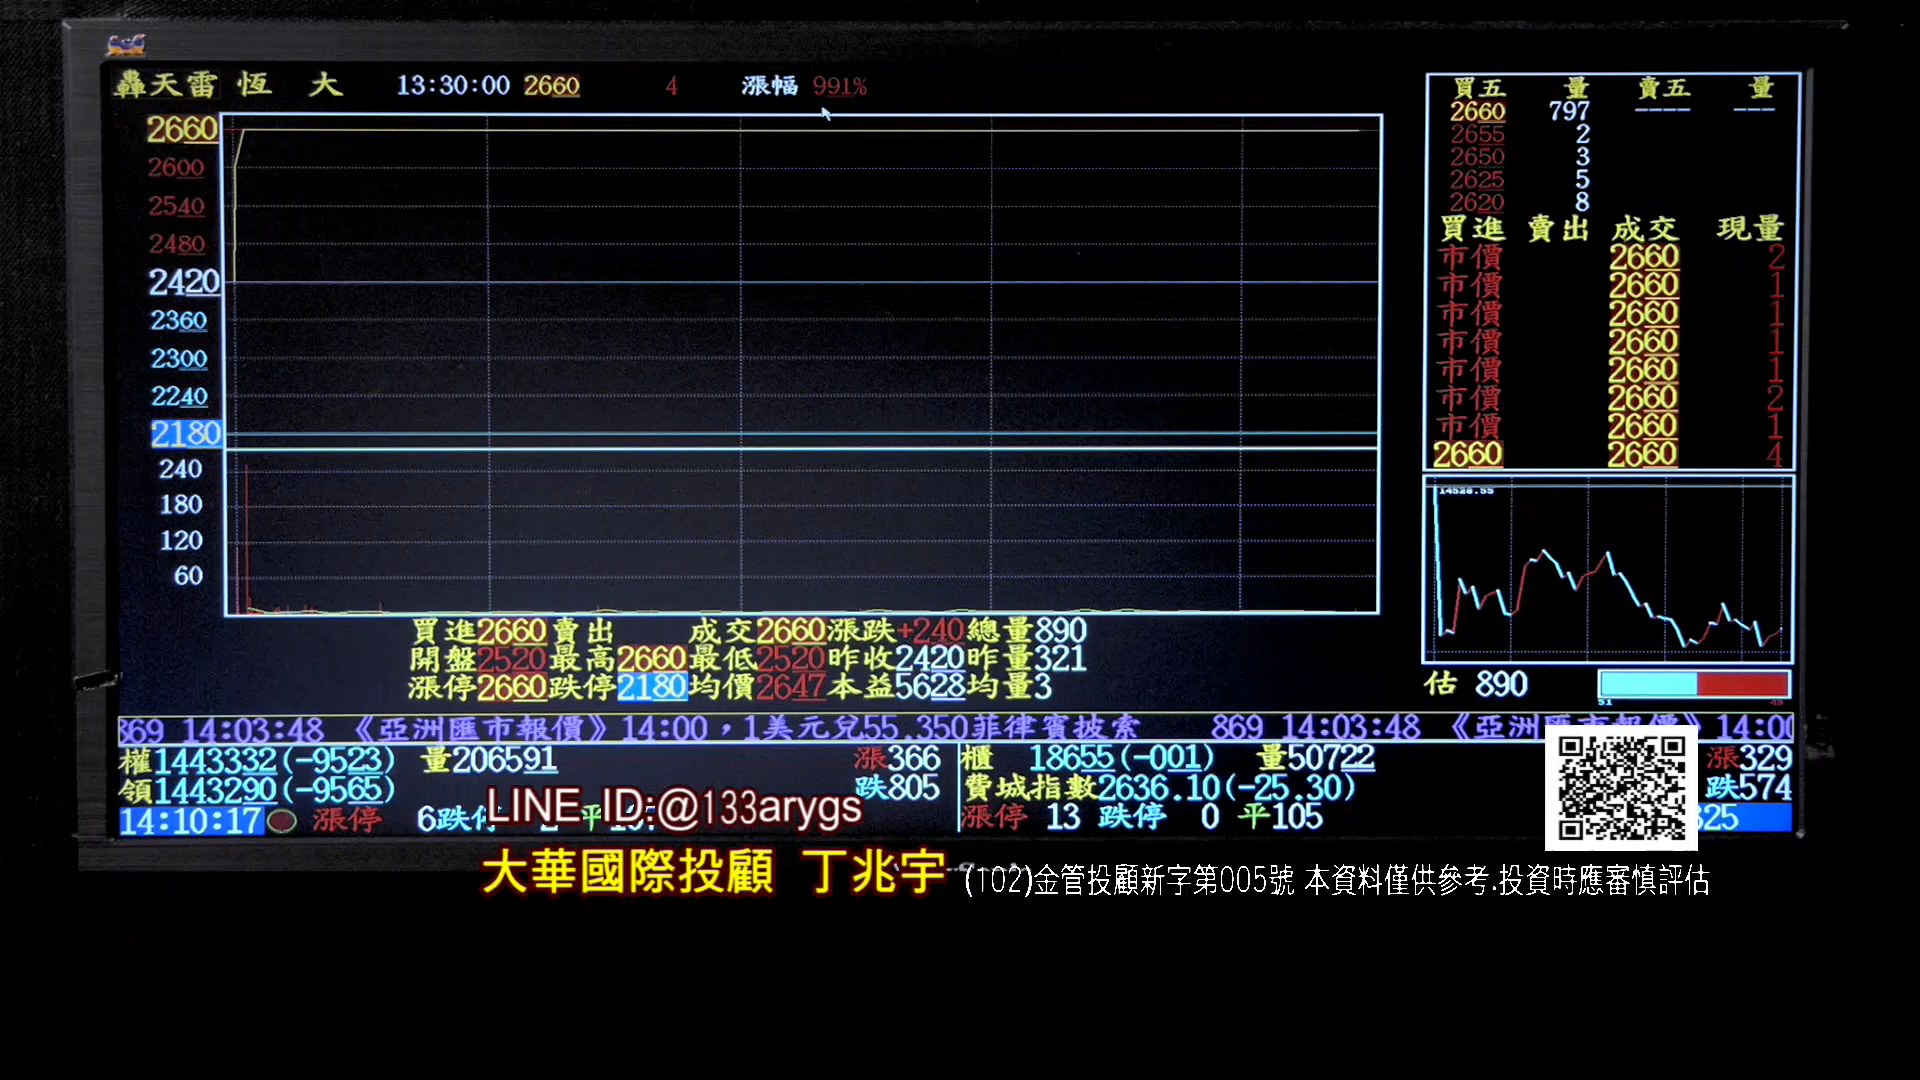 轟天雷 恆 大 13:30:00 2660 4 漲幅 991%
2660
2600
2540
2480
2420
2360
2300
2240
2180
240
180
120
60
買五 量 賣五 量
2660 797 ---- ---
2655 2
2650 3
2625 5
2620 8
買進 賣出 成交 現量
市價 2660 2
市價 2660 1
市價 2660 1
市價 2660 1
市價 2660 1
市價 2660 2
市價 2660 1
2660 2660 4
14528.55
估 890
51 49
買進2660賣出 成交2660漲跌+240總量890
開盤2520最高2660最低2520昨收2420昨量321
漲停2660跌停2180均價2647本益5628均量3
869 14:03:48 《亞洲匯市報價》14:00，1美元兌55.350菲律賓披索 869 14:03:48 《亞洲匯市報價》14:00
權1443332(-9523) 量206591 漲366 櫃 18655(-001) 量50722 漲329
領1443290(-9565) 跌805 費城指數2636.10(-25.30) 跌574
14:10:17 漲停 6跌停 平 漲停 13 跌停 0 平105 325
LINE ID:@133arygs
大華國際投顧 丁兆宇 (102)金管投顧新字第005號 本資料僅供參考.投資時應審慎評估